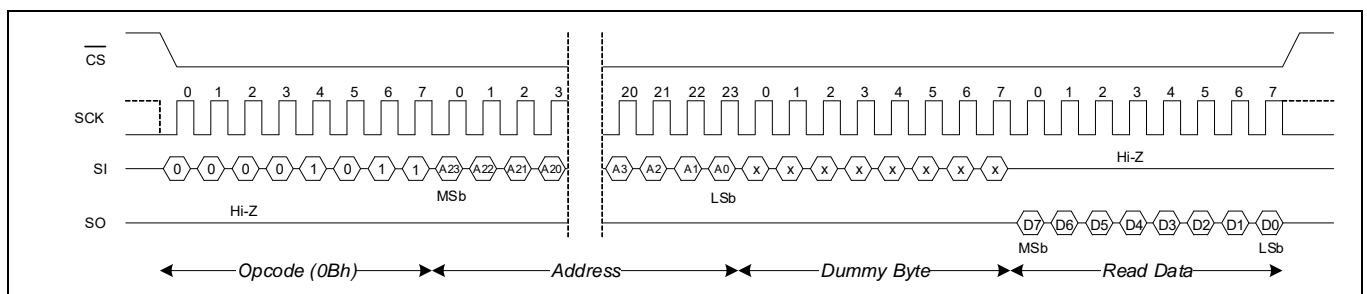 CS
0 1 2 3 4 5 6 7 0 1 2 3 20 21 22 23 0 1 2 3 4 5 6 7 0 1 2 3 4 5 6 7
SCK
Hi-Z
SI 0 0 0 0 1 0 1 1 A23 A22 A21 A20 A3 A2 A1 A0 x x x x x x x x
MSb LSb
Hi-Z
SO D7 D6 D5 D4 D3 D2 D1 D0
MSb LSb
Opcode (0Bh) Address Dummy Byte Read Data